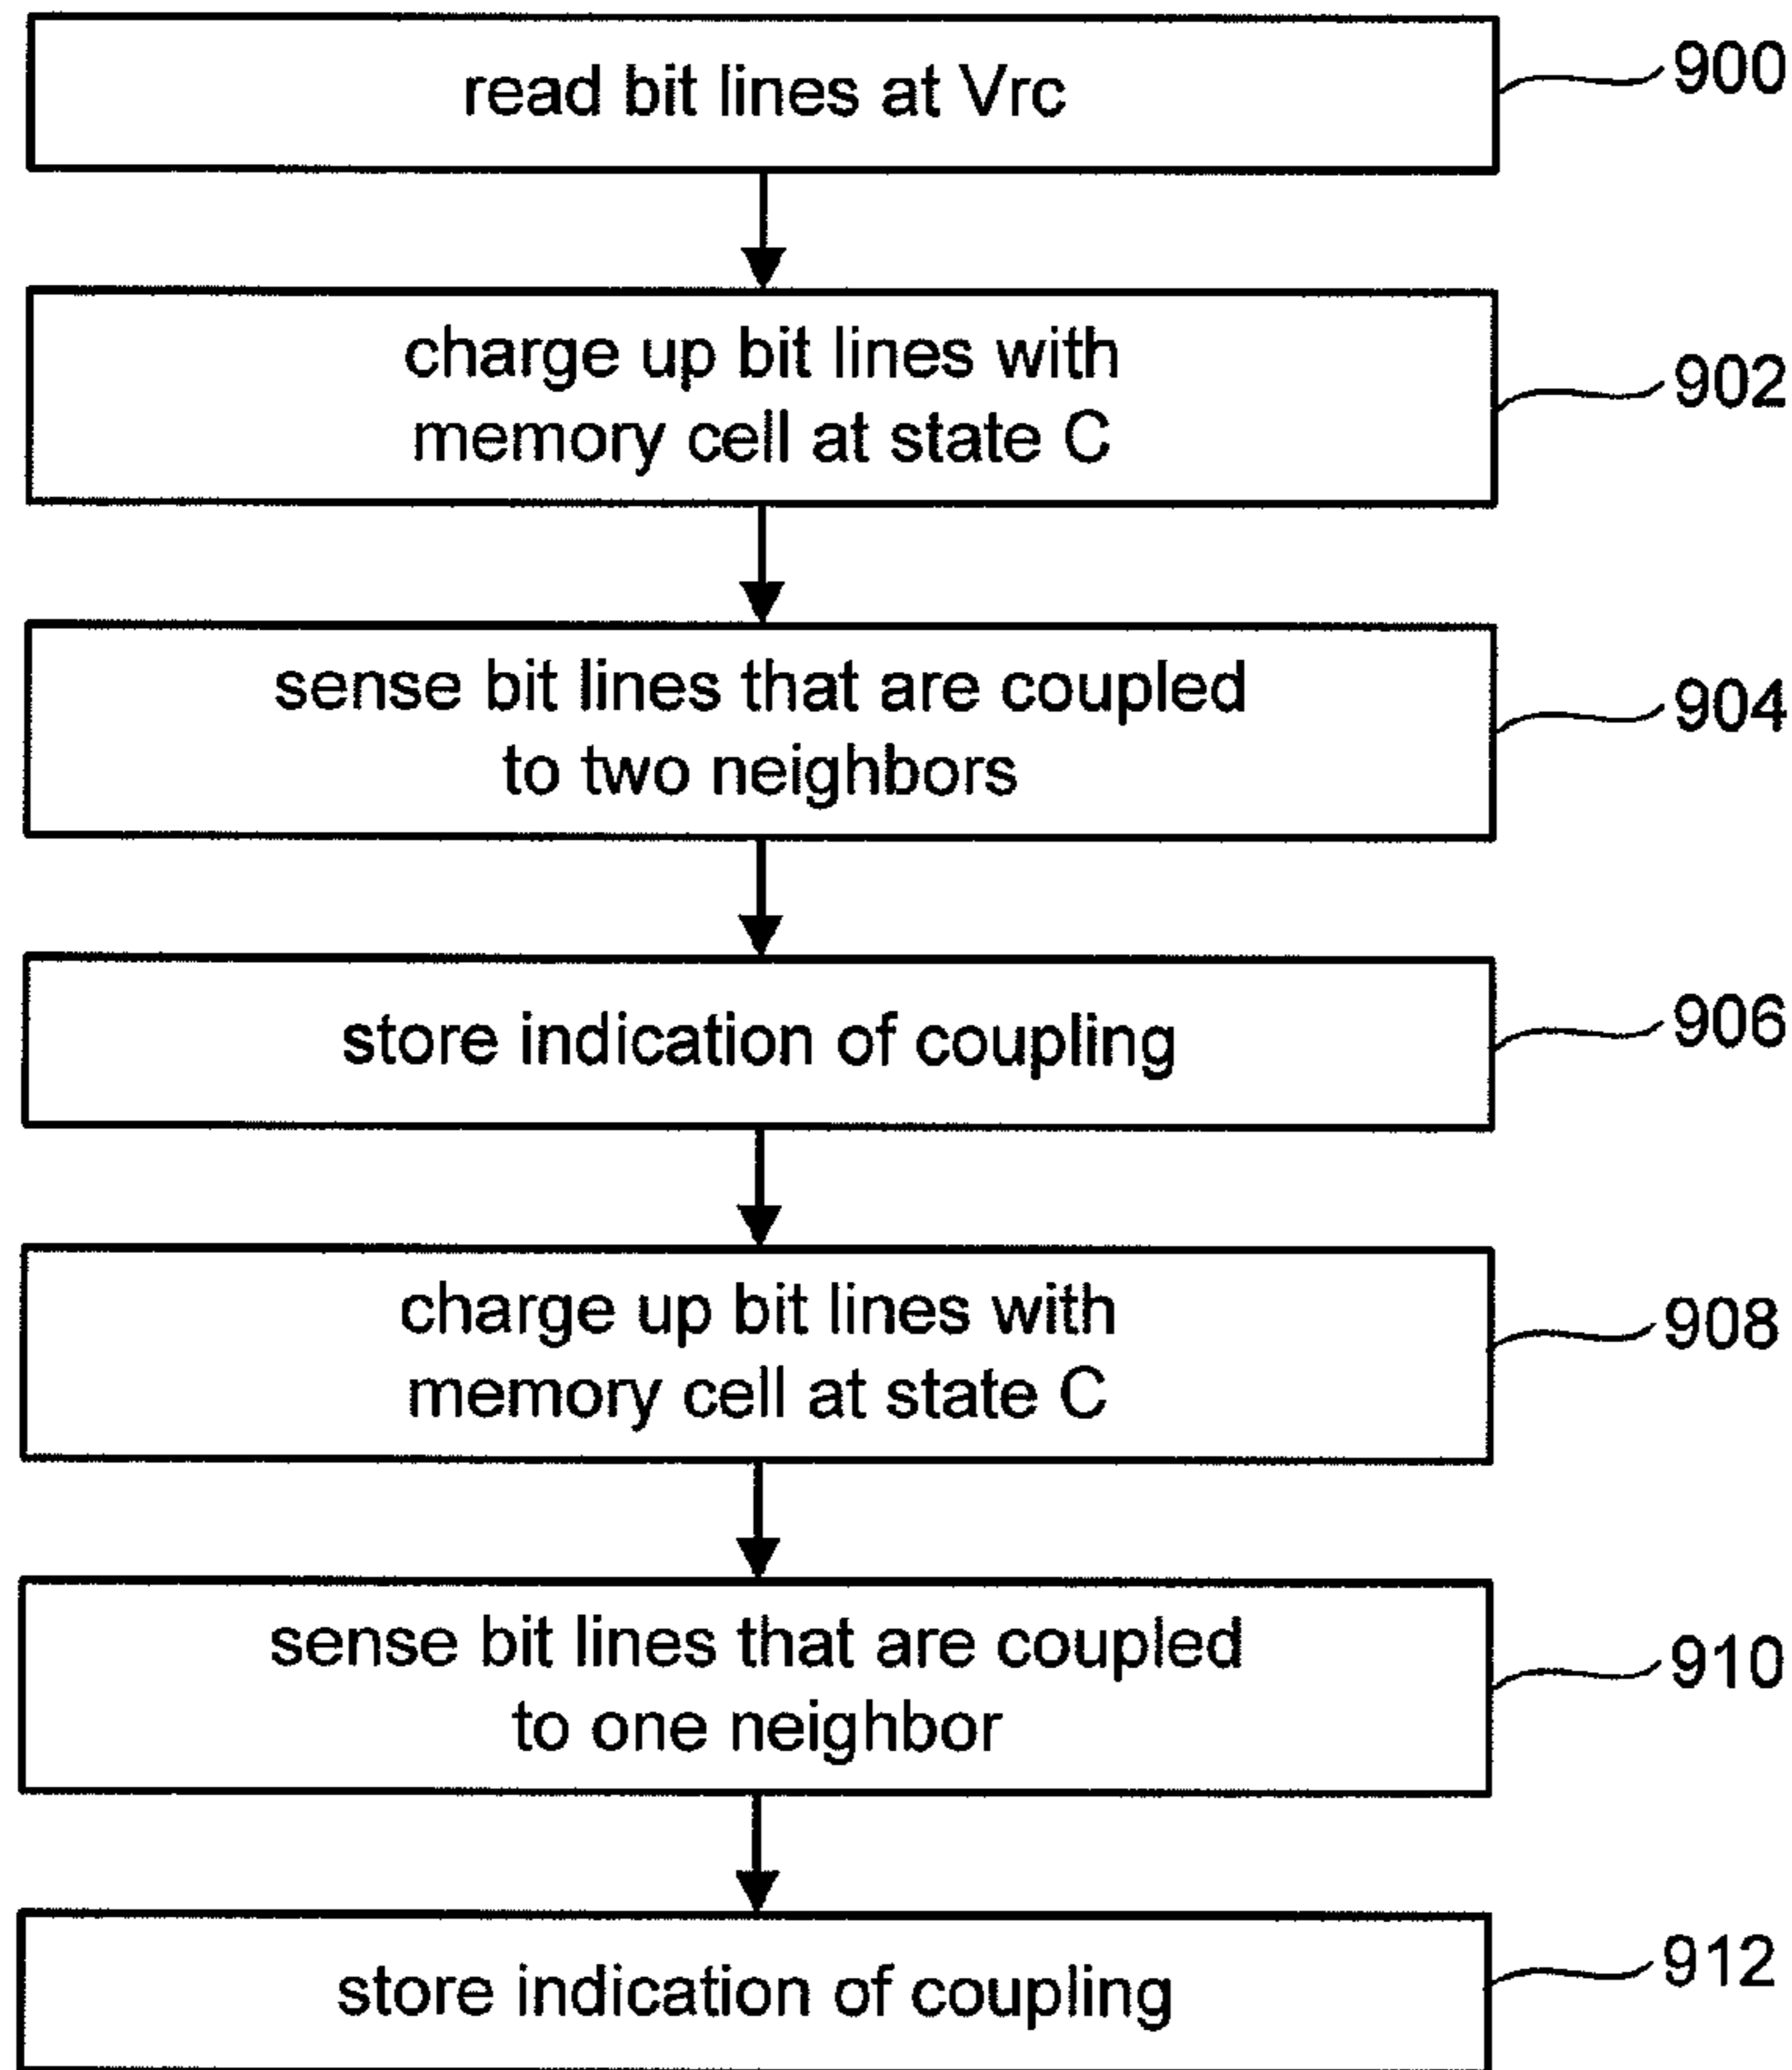 read bit lines at Vrc
900
charge up bit lines with
memory cell at state C
902
sense bit lines that are coupled
to two neighbors
904
store indication of coupling
906
charge up bit lines with
memory cell at state C
908
sense bit lines that are coupled
to one neighbor
910
store indication of coupling
912